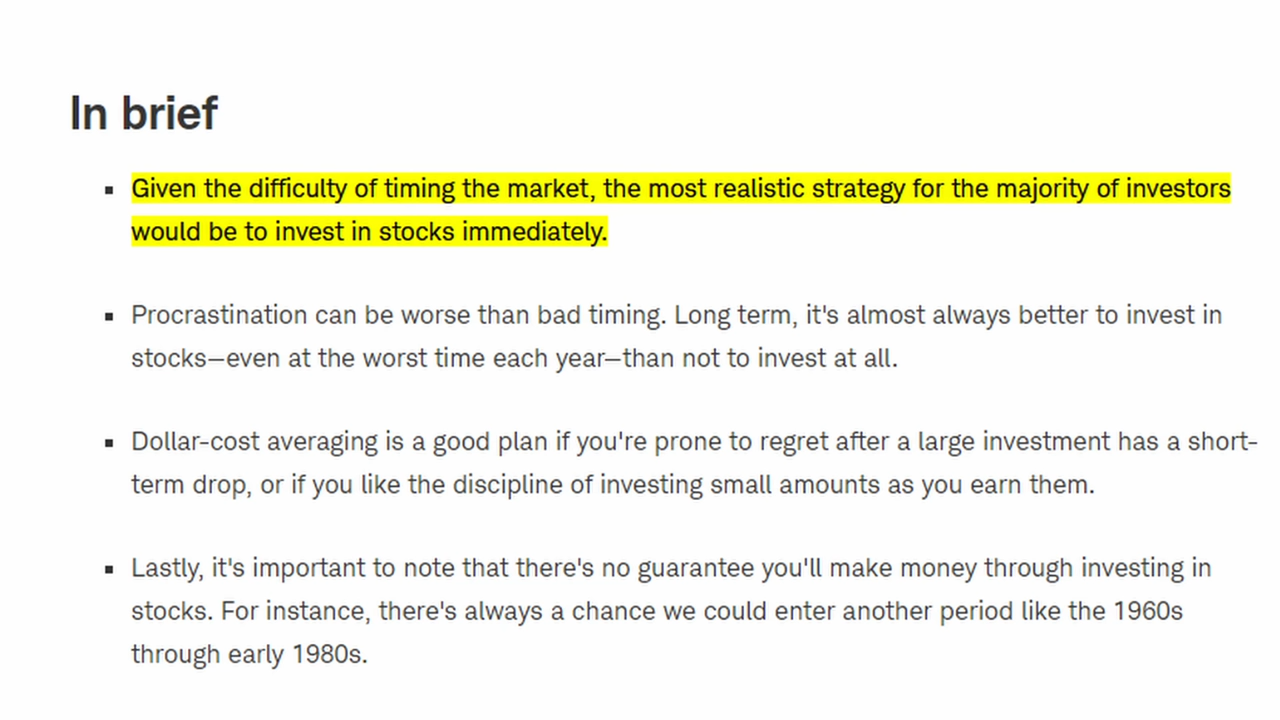 In brief
Given the difficulty of timing the market, the most realistic strategy for the majority of investors
would be to invest in stocks immediately.
Procrastination can be worse than bad timing. Long term, it's almost always better to invest in
stocks—even at the worst time each year—than not to invest at all.
Dollar-cost averaging is a good plan if you're prone to regret after a large investment has a short-
term drop, or if you like the discipline of investing small amounts as you earn them.
Lastly, it's important to note that there's no guarantee you'll make money through investing in
stocks. For instance, there's always a chance we could enter another period like the 1960s
through early 1980s.